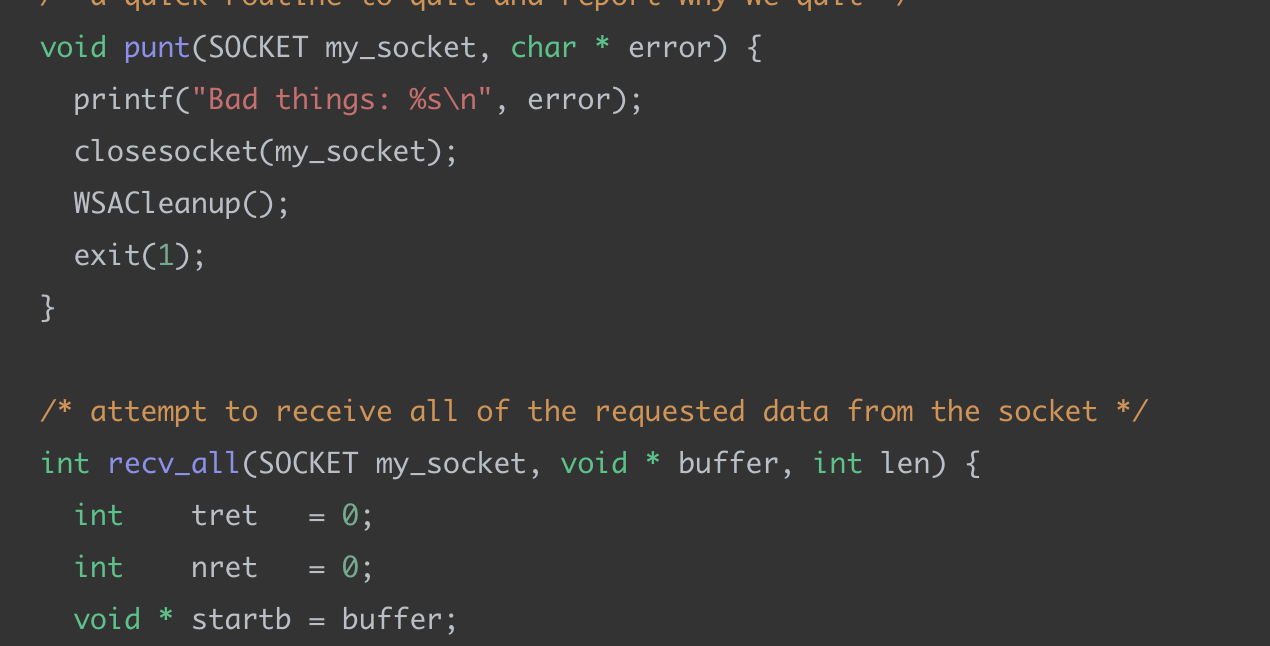 /* a quick routine to quit and report why we quit */
void punt(SOCKET my_socket, char * error) {
  printf("Bad things: %s\n", error);
  closesocket(my_socket);
  WSACleanup();
  exit(1);
}
/* attempt to receive all of the requested data from the socket */
int recv_all(SOCKET my_socket, void * buffer, int len) {
  int    tret   = 0;
  int    nret   = 0;
  void * startb = buffer;